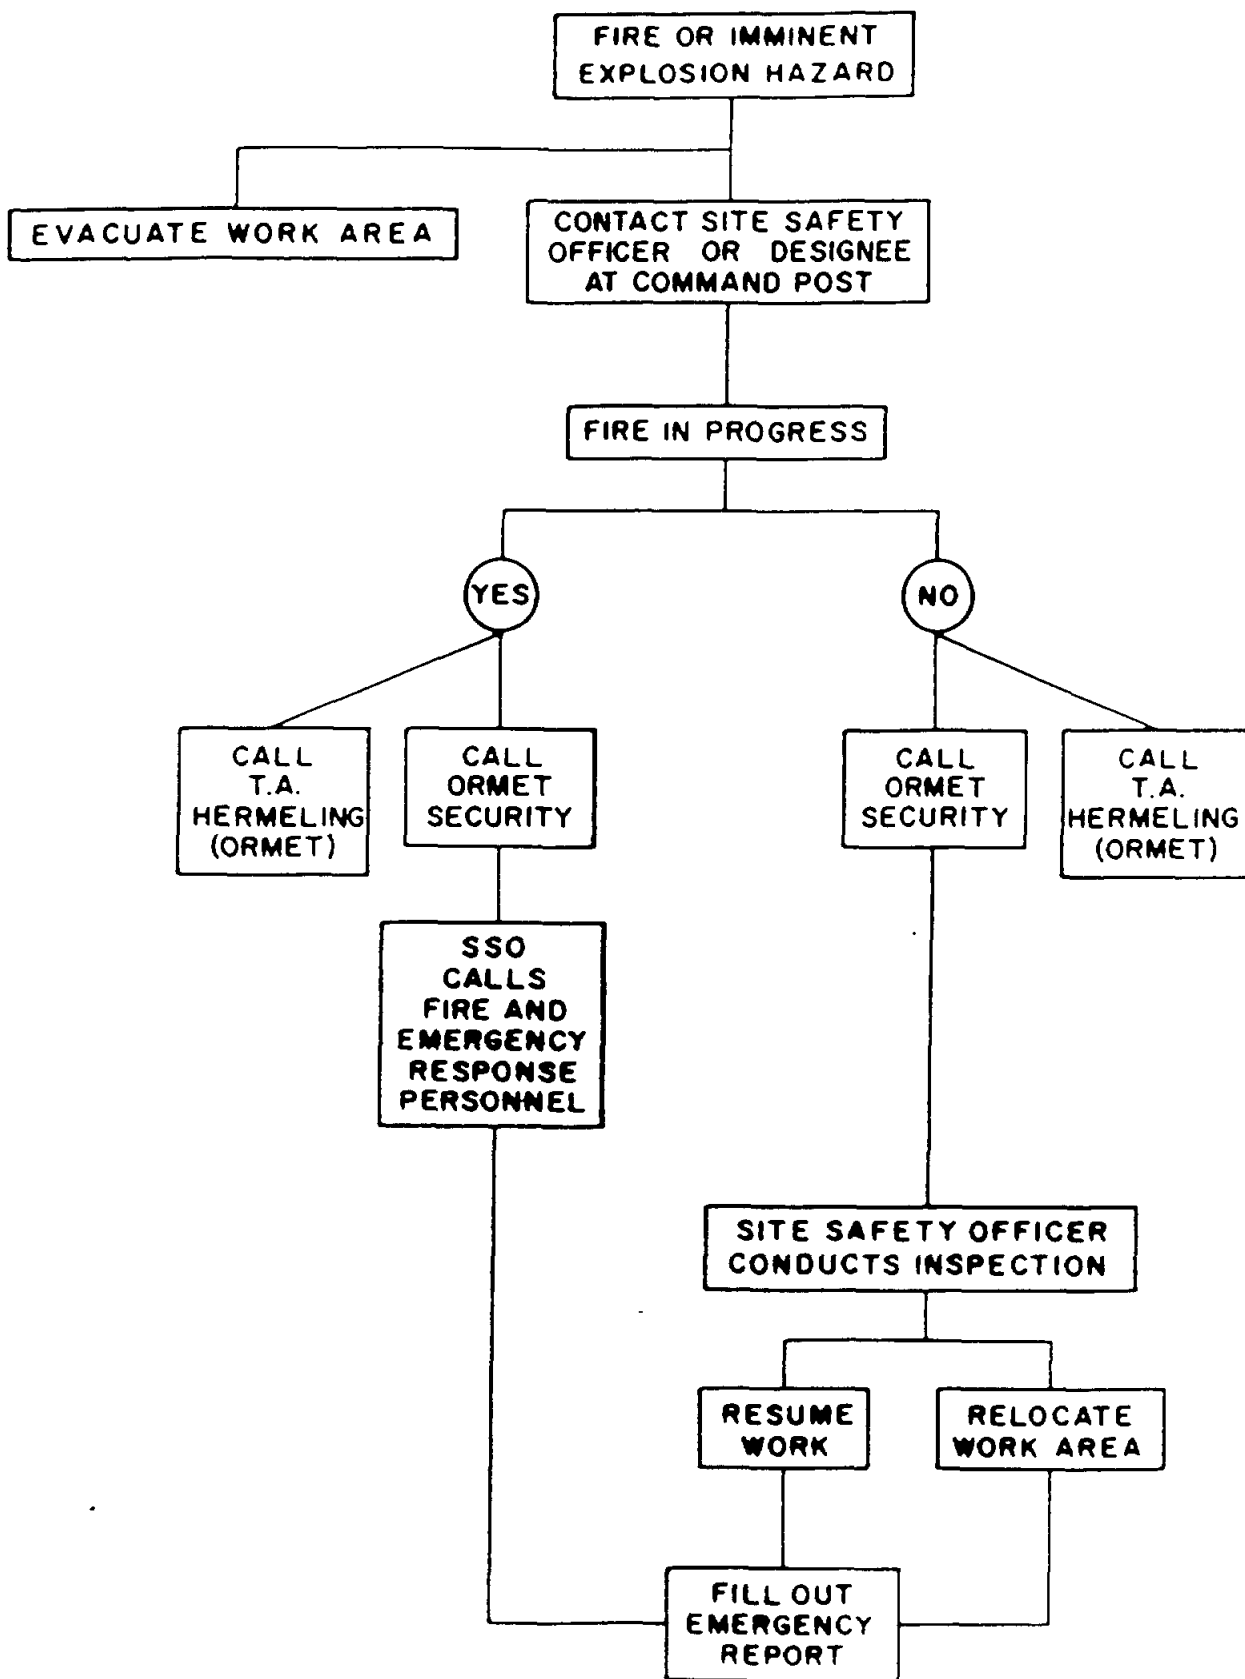 FIRE OR IMMINENT
EXPLOSION HAZARD
EVACUATE WORK AREA
CONTACT SITE SAFETY
OFFICER OR DESIGNEE
AT COMMAND POST
FIRE IN PROGRESS
YES
NO
CALL
T.A.
HERMELING
(ORMET)
CALL
ORMET
SECURITY
CALL
ORMET
SECURITY
CALL
T.A.
HERMELING
(ORMET)
SSO
CALLS
FIRE AND
EMERGENCY
RESPONSE
PERSONNEL
SITE SAFETY OFFICER
CONDUCTS INSPECTION
RESUME
WORK
RELOCATE
WORK AREA
FILL OUT
EMERGENCY
REPORT